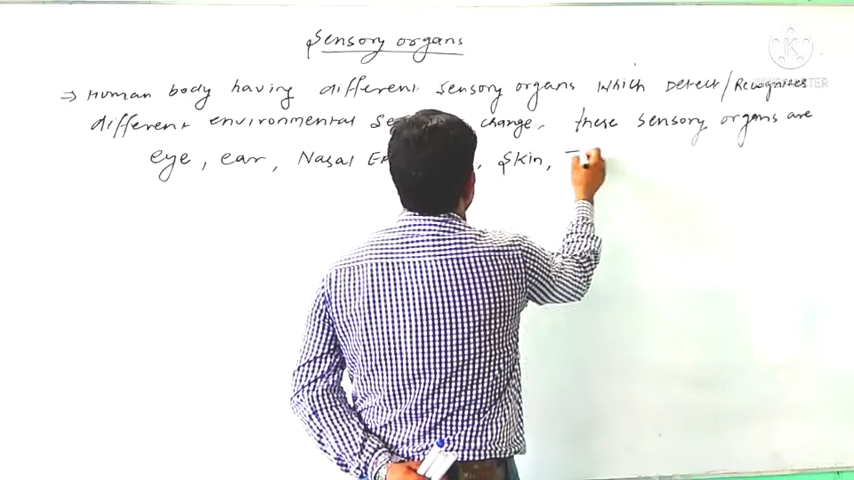 Sensory organs
→ Human body having different sensory organs which Detect/Recognizes
different environmental change. these sensory organs are
eye, ear, Nasal, Skin,